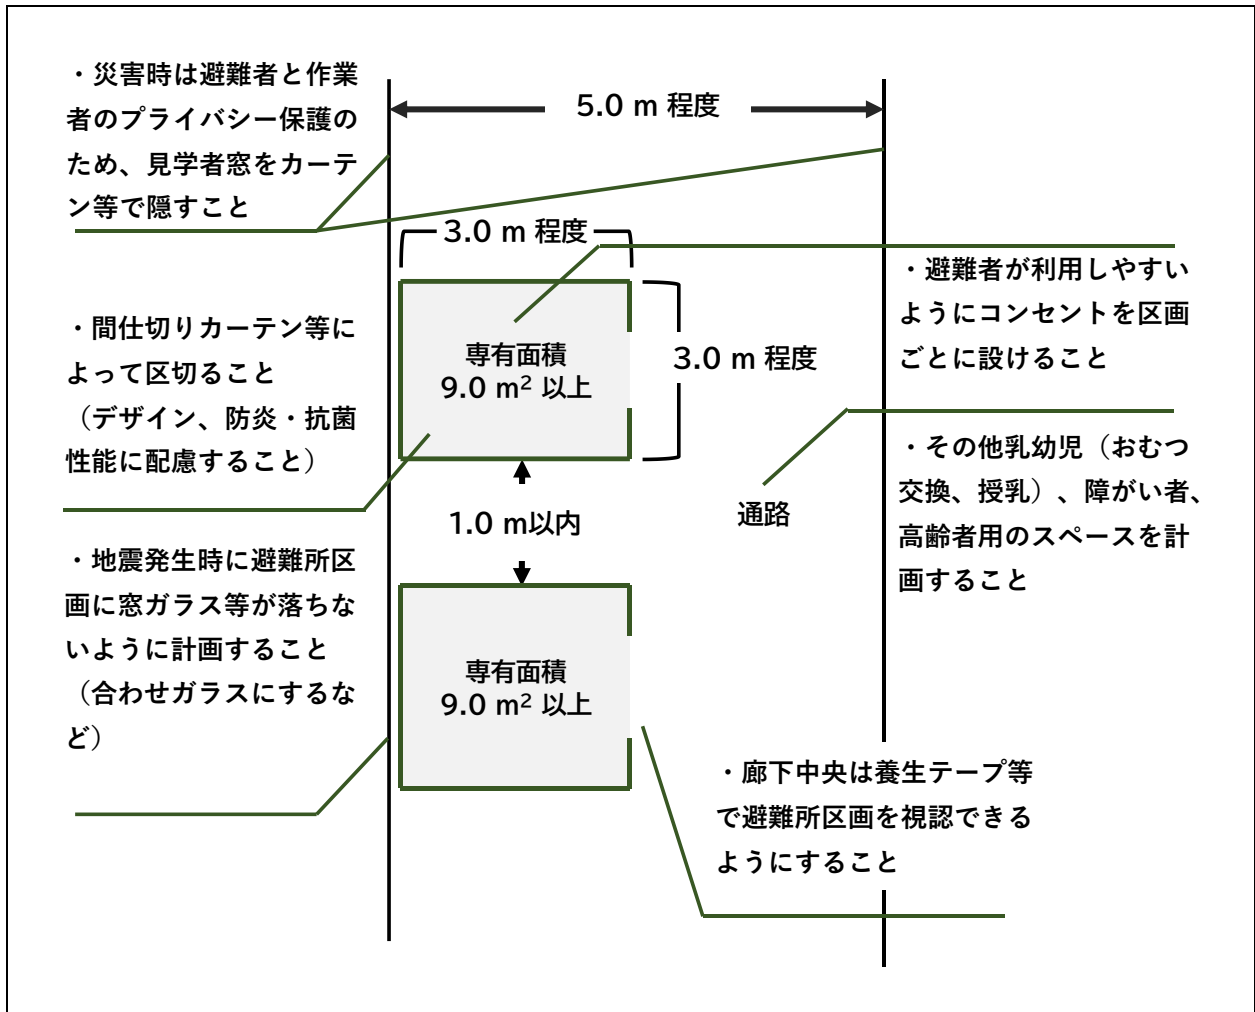 ・災害時は避難者と作業
者のプライバシー保護の
ため、見学者窓をカーテ
ン等で隠すこと
5.0 m 程度
3.0 m 程度
・避難者が利用しやすい
ようにコンセントを区画
ごとに設けること
・間仕切りカーテン等に
よって区切ること
（デザイン、防炎・抗菌
性能に配慮すること）
専有面積
9.0 m² 以上
3.0 m 程度
・その他乳幼児（おむつ
交換、授乳）、障がい者、
高齢者用のスペースを計
画すること
通路
1.0 m以内
・地震発生時に避難所区
画に窓ガラス等が落ちな
いように計画すること
（合わせガラスにするな
ど）
専有面積
9.0 m² 以上
・廊下中央は養生テープ等
で避難所区画を視認できる
ようにすること